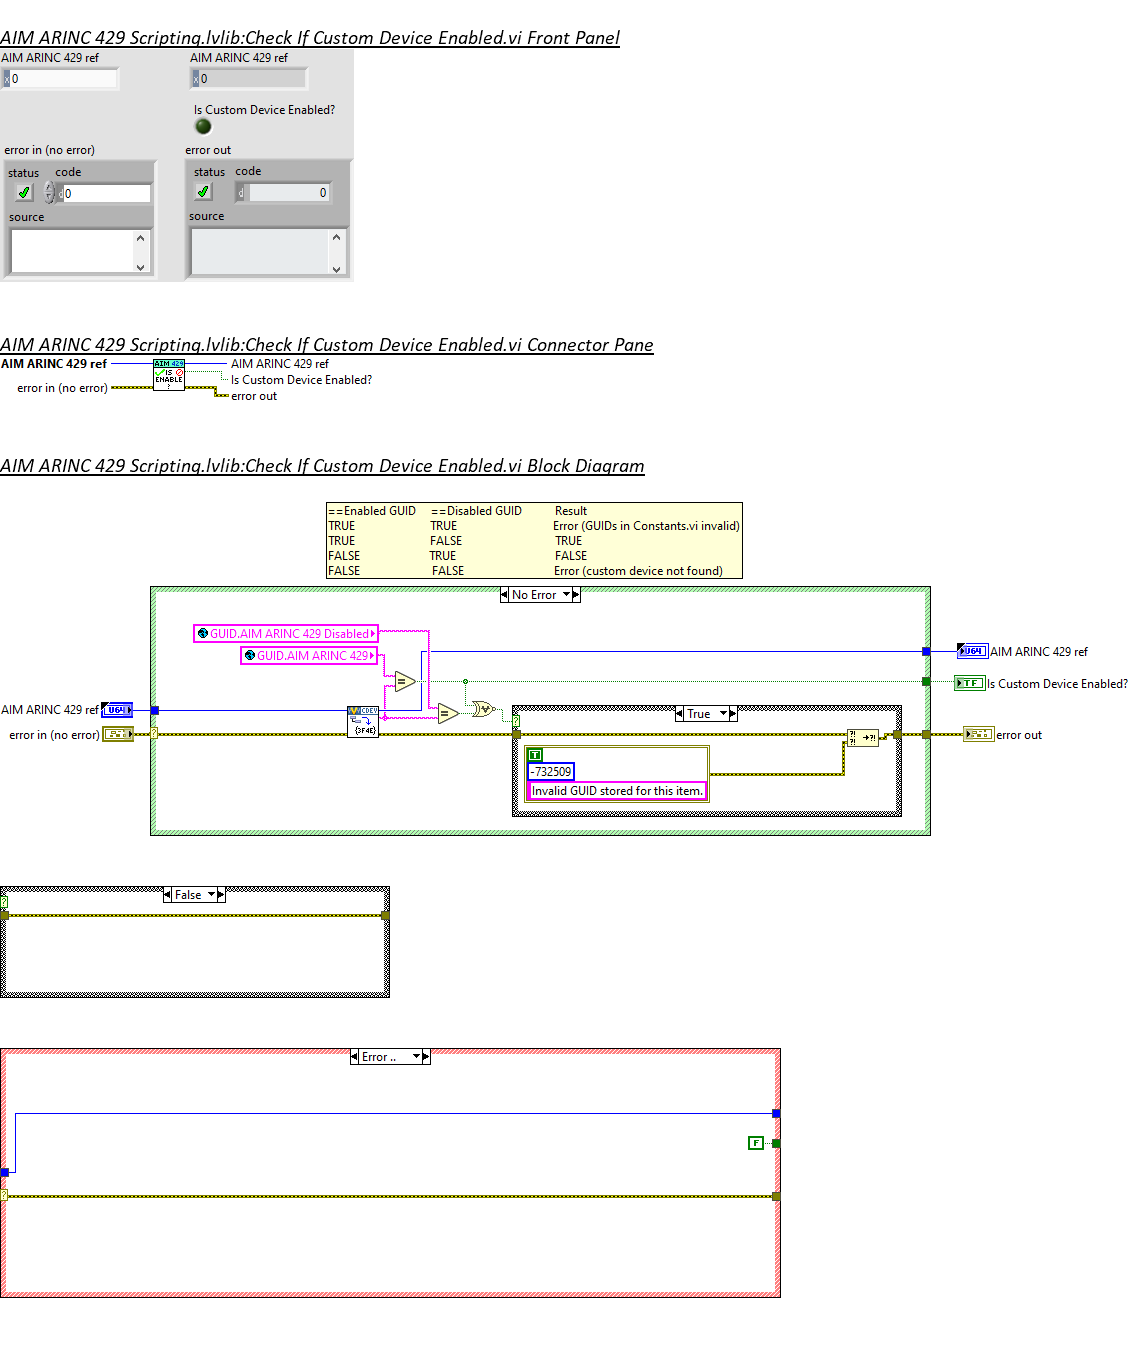 AIM ARINC 429 Scripting.lvlib:Check If Custom Device Enabled.vi Front Panel
AIM ARINC 429 ref
AIM ARINC 429 ref
x 0
x 0
Is Custom Device Enabled?
error in (no error)
error out
status code
status code
d 0
d 0
source
source
AIM ARINC 429 Scripting.lvlib:Check If Custom Device Enabled.vi Connector Pane
AIM ARINC 429 ref
AIM 429
AIM ARINC 429 ref
IS
Is Custom Device Enabled?
error in (no error)
ENABLE
?
error out
AIM ARINC 429 Scripting.lvlib:Check If Custom Device Enabled.vi Block Diagram
==Enabled GUID ==Disabled GUID Result
TRUE TRUE Error (GUIDs in Constants.vi invalid)
TRUE FALSE TRUE
FALSE TRUE FALSE
FALSE FALSE Error (custom device not found)
No Error
GUID.AIM ARINC 429 Disabled
GUID.AIM ARINC 429
U64 AIM ARINC 429 ref
=
TF Is Custom Device Enabled?
AIM ARINC 429 ref U64
CDEV
{3F4E}
=
True
?
error in (no error)
?
?! ?! →?!
error out
T
-732509
Invalid GUID stored for this item.
False
?
Error ..
F
?